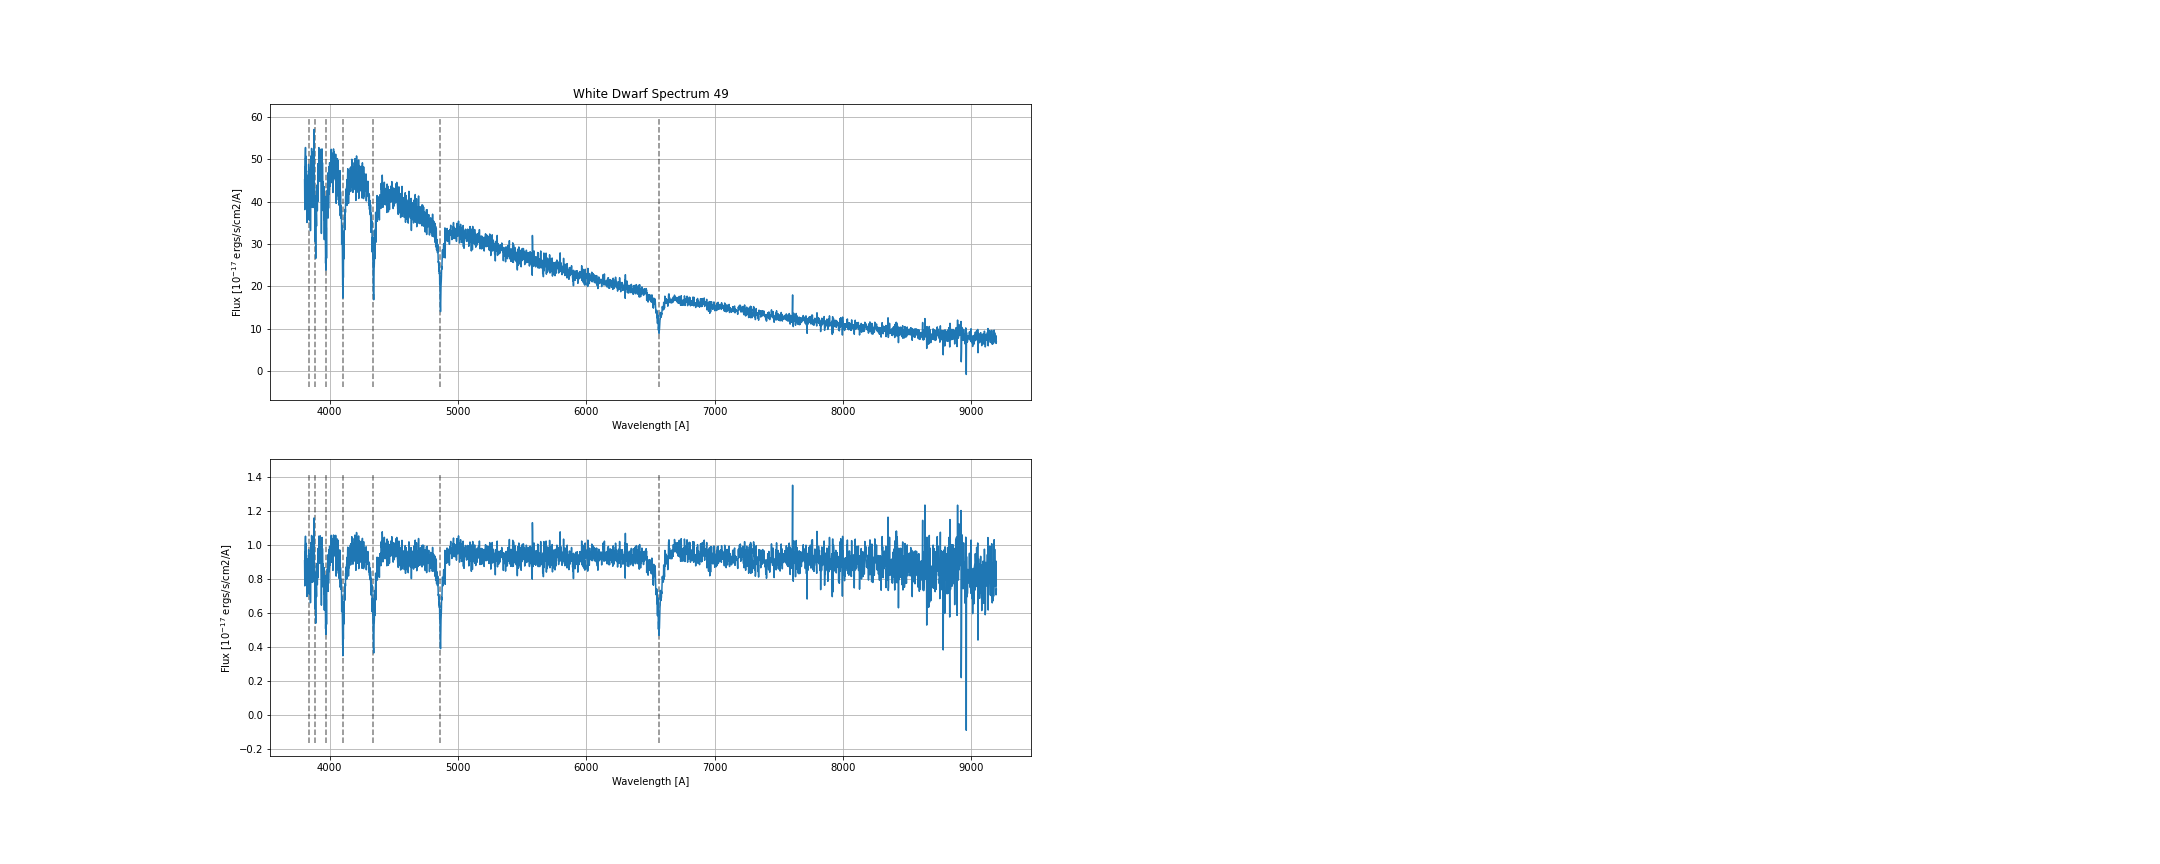 White Dwarf Spectrum 49
60
50
40
30
20
10
0
Flux [10⁻¹⁷ ergs/s/cm2/A]
4000 5000 6000 7000 8000 9000
Wavelength [A]
1.4
1.2
1.0
0.8
0.6
0.4
0.2
0.0
−0.2
Flux [10⁻¹⁷ ergs/s/cm2/A]
4000 5000 6000 7000 8000 9000
Wavelength [A]